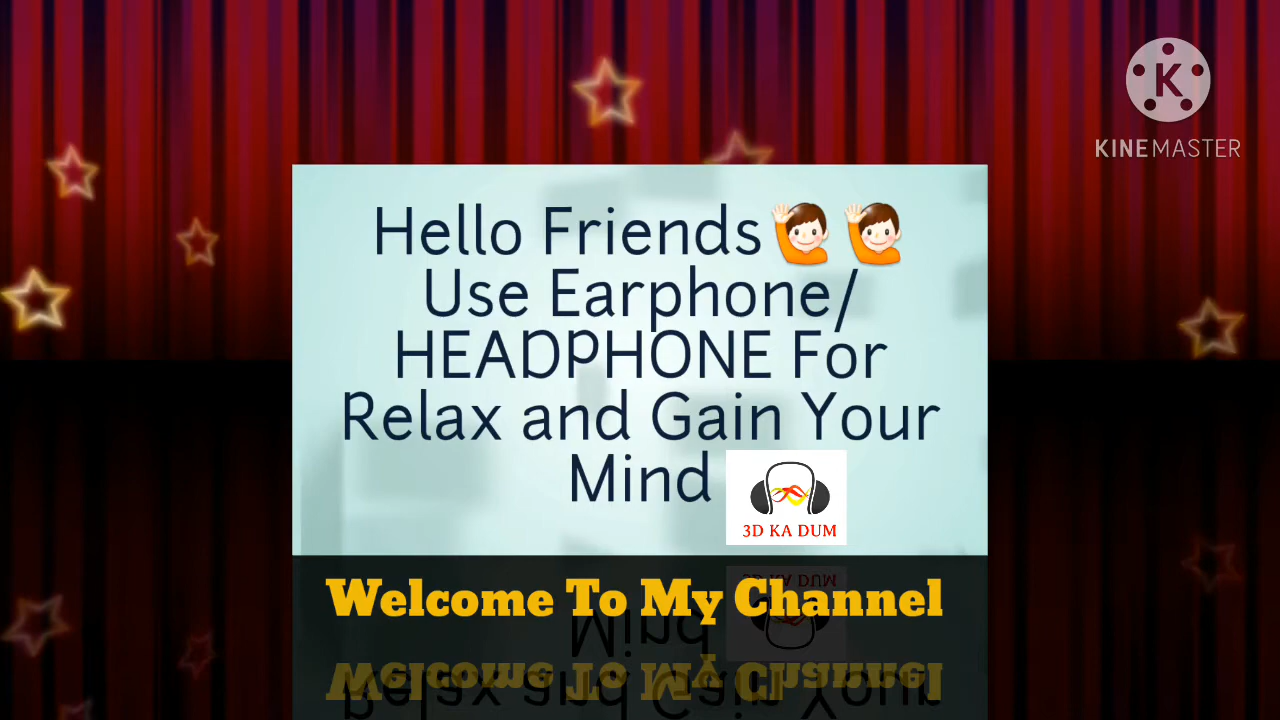 KINEMASTER
Hello Friends🙋🙋
Use Earphone/
HEADPHONE For
Relax and Gain Your
Mind
3D KA DUM
Welcome To My Channel